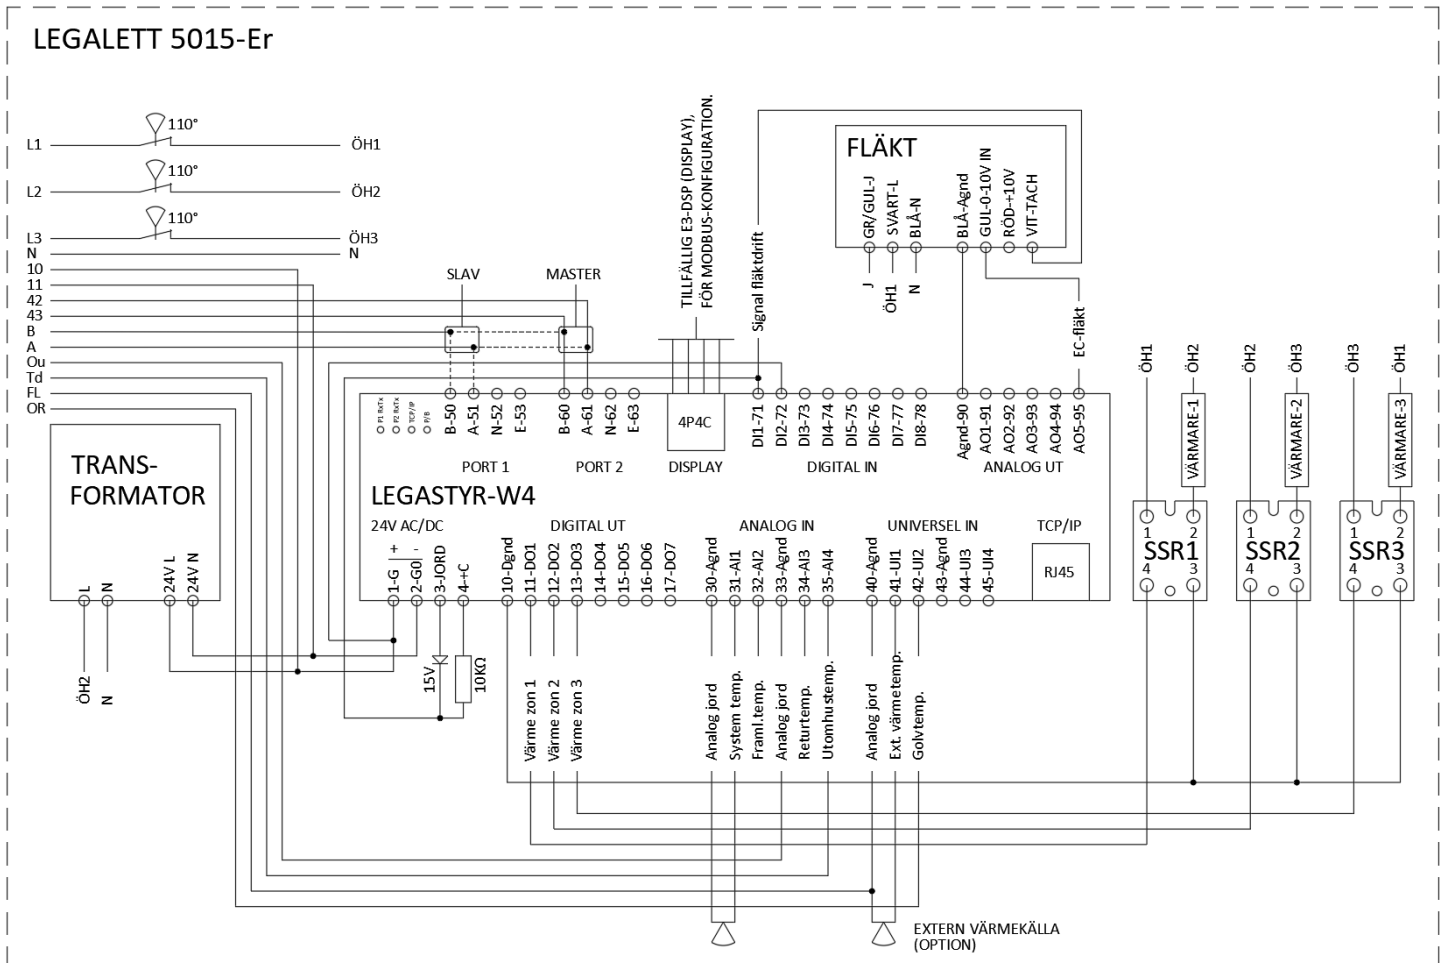 LEGALETT 5015-Er
L1
110°
ÖH1
L2
110°
ÖH2
L3
110°
ÖH3
N
N
10
11
42
43
B
A
Ou
Td
FL
OR
SLAV
MASTER
TILLFÄLLIG E3-DSP (DISPLAY),
FÖR MODBUS-KONFIGURATION.
Signal fläktdrift
FLÄKT
GR/GUL-J
SVART-L
BLÅ-N
BLÅ-Agnd
GUL-0-10V IN
RÖD-+10V
VIT-TACH
J
ÖH1
N
EC-fläkt
ÖH1
ÖH2
ÖH2
ÖH3
ÖH3
ÖH1
VÄRMARE-1
VÄRMARE-2
VÄRMARE-3
P1 RxTx
P2 RxTx
TCP/IP
P/B
B-50
A-51
N-52
E-53
B-60
A-61
N-62
E-63
4P4C
DI1-71
DI2-72
DI3-73
DI4-74
DI5-75
DI6-76
DI7-77
DI8-78
Agnd-90
AO1-91
AO2-92
AO3-93
AO4-94
AO5-95
PORT 1
PORT 2
DISPLAY
DIGITAL IN
ANALOG UT
TRANS-
FORMATOR
L
N
24V L
24V N
ÖH2
N
LEGASTYR-W4
24V AC/DC
DIGITAL UT
ANALOG IN
UNIVERSEL IN
TCP/IP
+ -
1-G
2-G0
3-JORD
4-+C
10-Dgnd
11-DO1
12-DO2
13-DO3
14-DO4
15-DO5
16-DO6
17-DO7
30-Agnd
31-AI1
32-AI2
33-Agnd
34-AI3
35-AI4
40-Agnd
41-UI1
42-UI2
43-Agnd
44-UI3
45-UI4
RJ45
1 2
SSR1
4 3
1 2
SSR2
4 3
1 2
SSR3
4 3
15V
10KΩ
Värme zon 1
Värme zon 2
Värme zon 3
Analog jord
System temp.
Framl.temp.
Analog jord
Returtemp.
Utomhustemp.
Analog jord
Ext. värmetemp.
Golvtemp.
EXTERN VÄRMEKÄLLA
(OPTION)